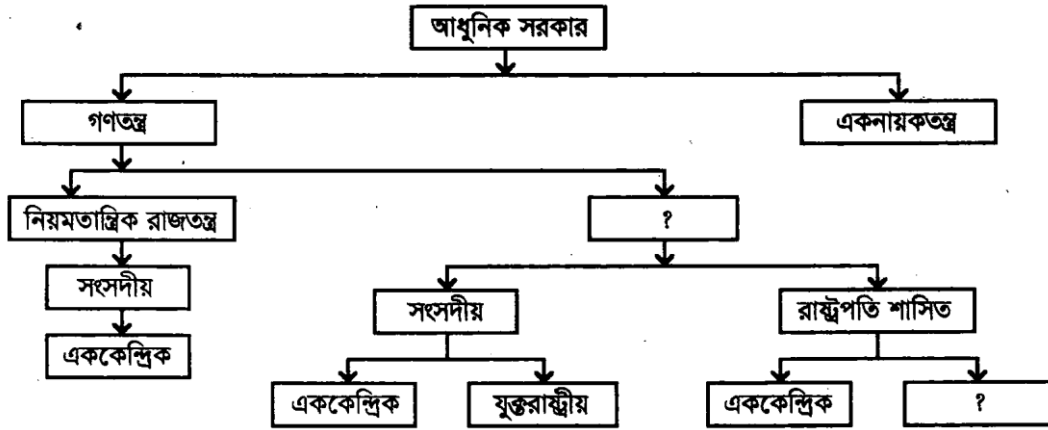 আধুনিক সরকার
গণতন্ত্র
একনায়কতন্ত্র
নিয়মতান্ত্রিক রাজতন্ত্র
?
সংসদীয়
সংসদীয়
রাষ্ট্রপতি শাসিত
এককেন্দ্রিক
এককেন্দ্রিক
যুক্তরাষ্ট্রীয়
এককেন্দ্রিক
?